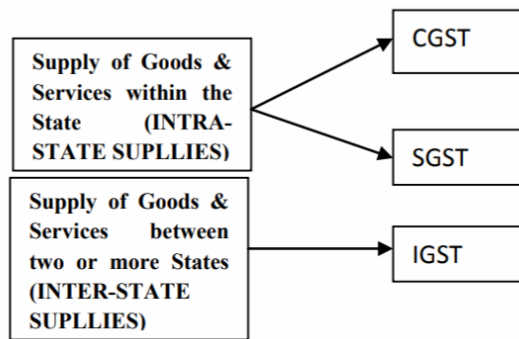 Supply of Goods &
Services within the
State (INTRA-
STATE SUPLLIES)
CGST
SGST
Supply of Goods &
Services between
two or more States
(INTER-STATE
SUPLLIES)
IGST